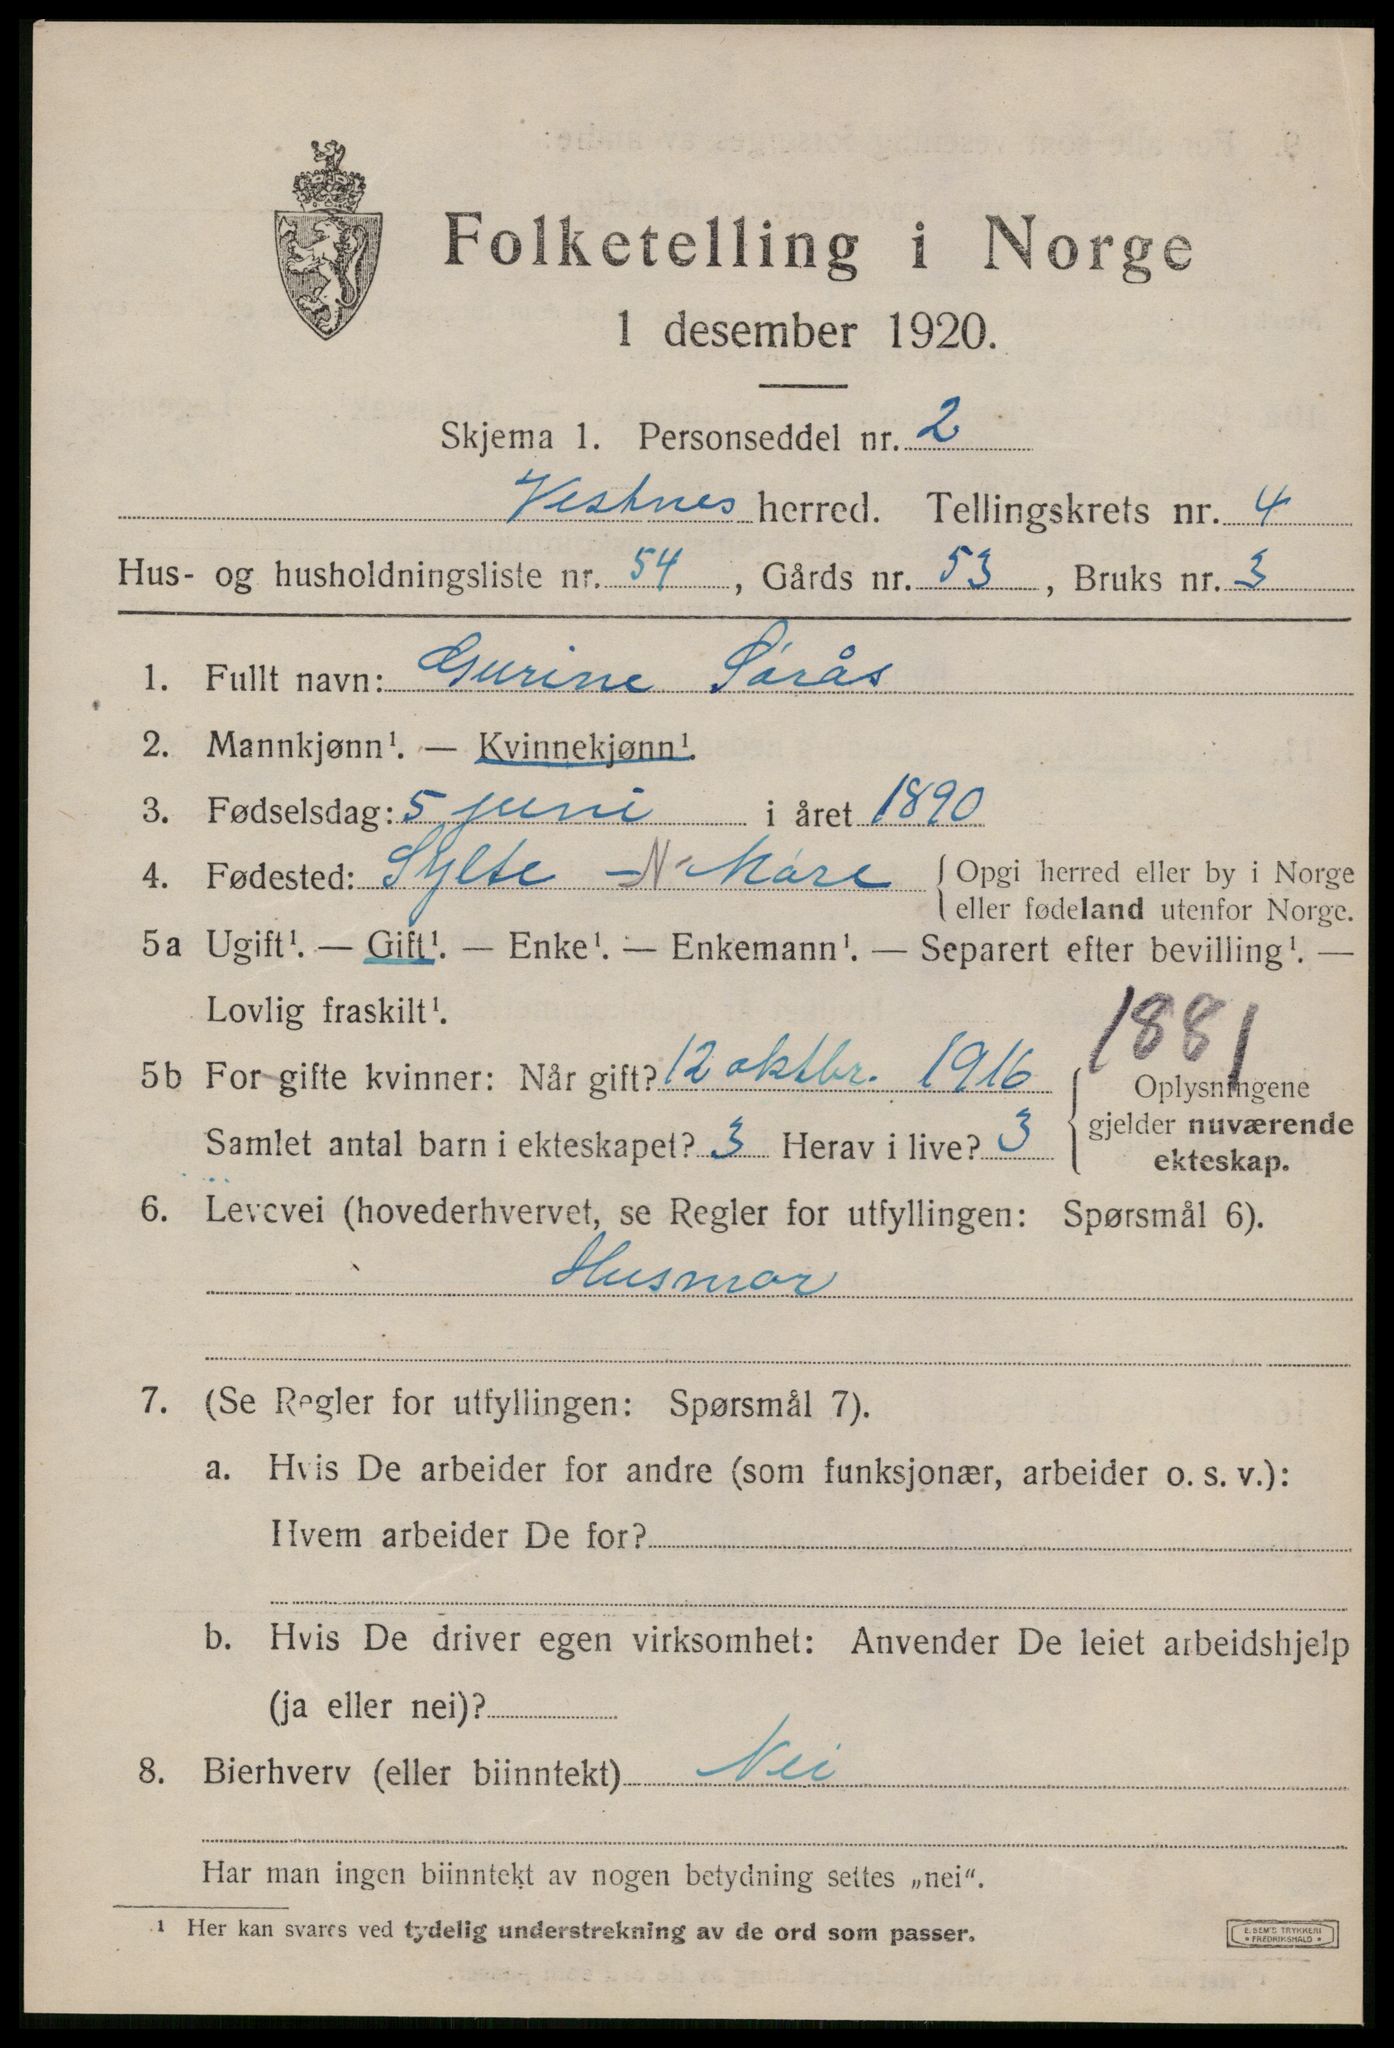 Folketelling i Norge
1 desember 1920.
Skjema 1. Personseddel nr. 2
Vestnes herred. Tellingskrets nr. 4
Hus- og husholdningsliste nr. 54, Gårds nr. 53, Bruks nr. 3
1. Fullt navn: Gurine Sørås
2. Mannkjønn¹. — Kvinnekjønn¹.
3. Fødselsdag: 5 juni i året 1890
4. Fødested: Sylte - N. Møre { Opgi herred eller by i Norge
eller fødeland utenfor Norge.
5a Ugift¹. — Gift¹. — Enke¹. — Enkemann¹. — Separert efter bevilling¹. —
Lovlig fraskilt¹.
1881
5b For gifte kvinner: Når gift? 12 oktbr. 1916 { Oplysningene
gjelder nuværende
Samlet antal barn i ekteskapet? 3 Herav i live? 3
ekteskap.
6. Levevei (hovederhvervet, se Regler for utfyllingen: Spørsmål 6).
Husmor
7. (Se Regler for utfyllingen: Spørsmål 7).
a. Hvis De arbeider for andre (som funksjonær, arbeider o. s. v.):
Hvem arbeider De for?
b. Hvis De driver egen virksomhet: Anvender De leiet arbeidshjelp
(ja eller nei)?
8. Bierhverv (eller biinntekt) Nei
Har man ingen biinntekt av nogen betydning settes „nei“.
¹ Her kan svares ved tydelig understrekning av de ord som passer.
E. SEM'S TRYKKERI
• FREDRIKSHALD •